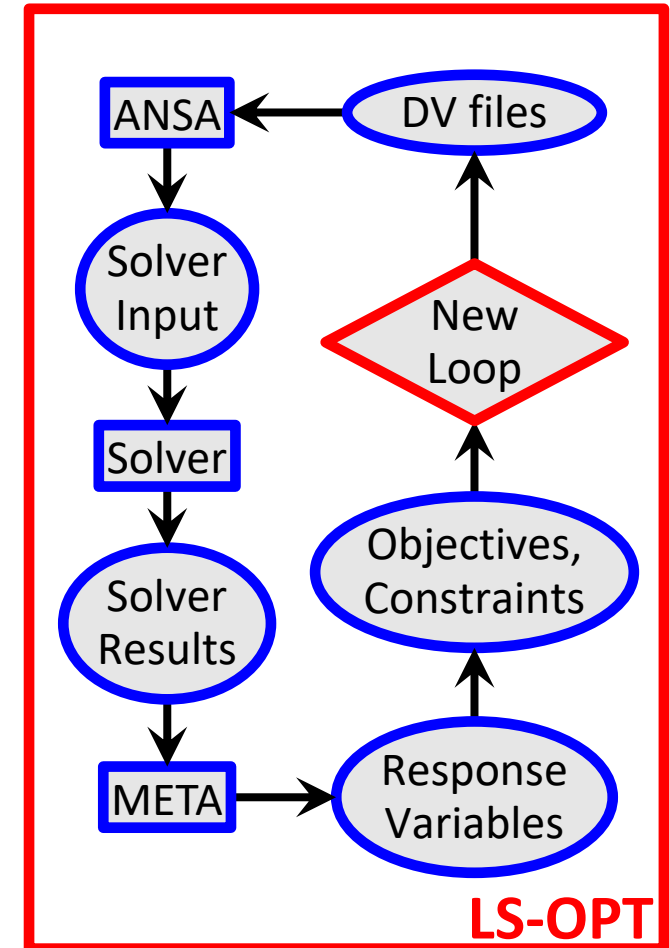 ANSA
DV files
Solver
Input
New
Loop
Solver
Objectives,
Constraints
Solver
Results
META
Response
Variables
LS-OPT